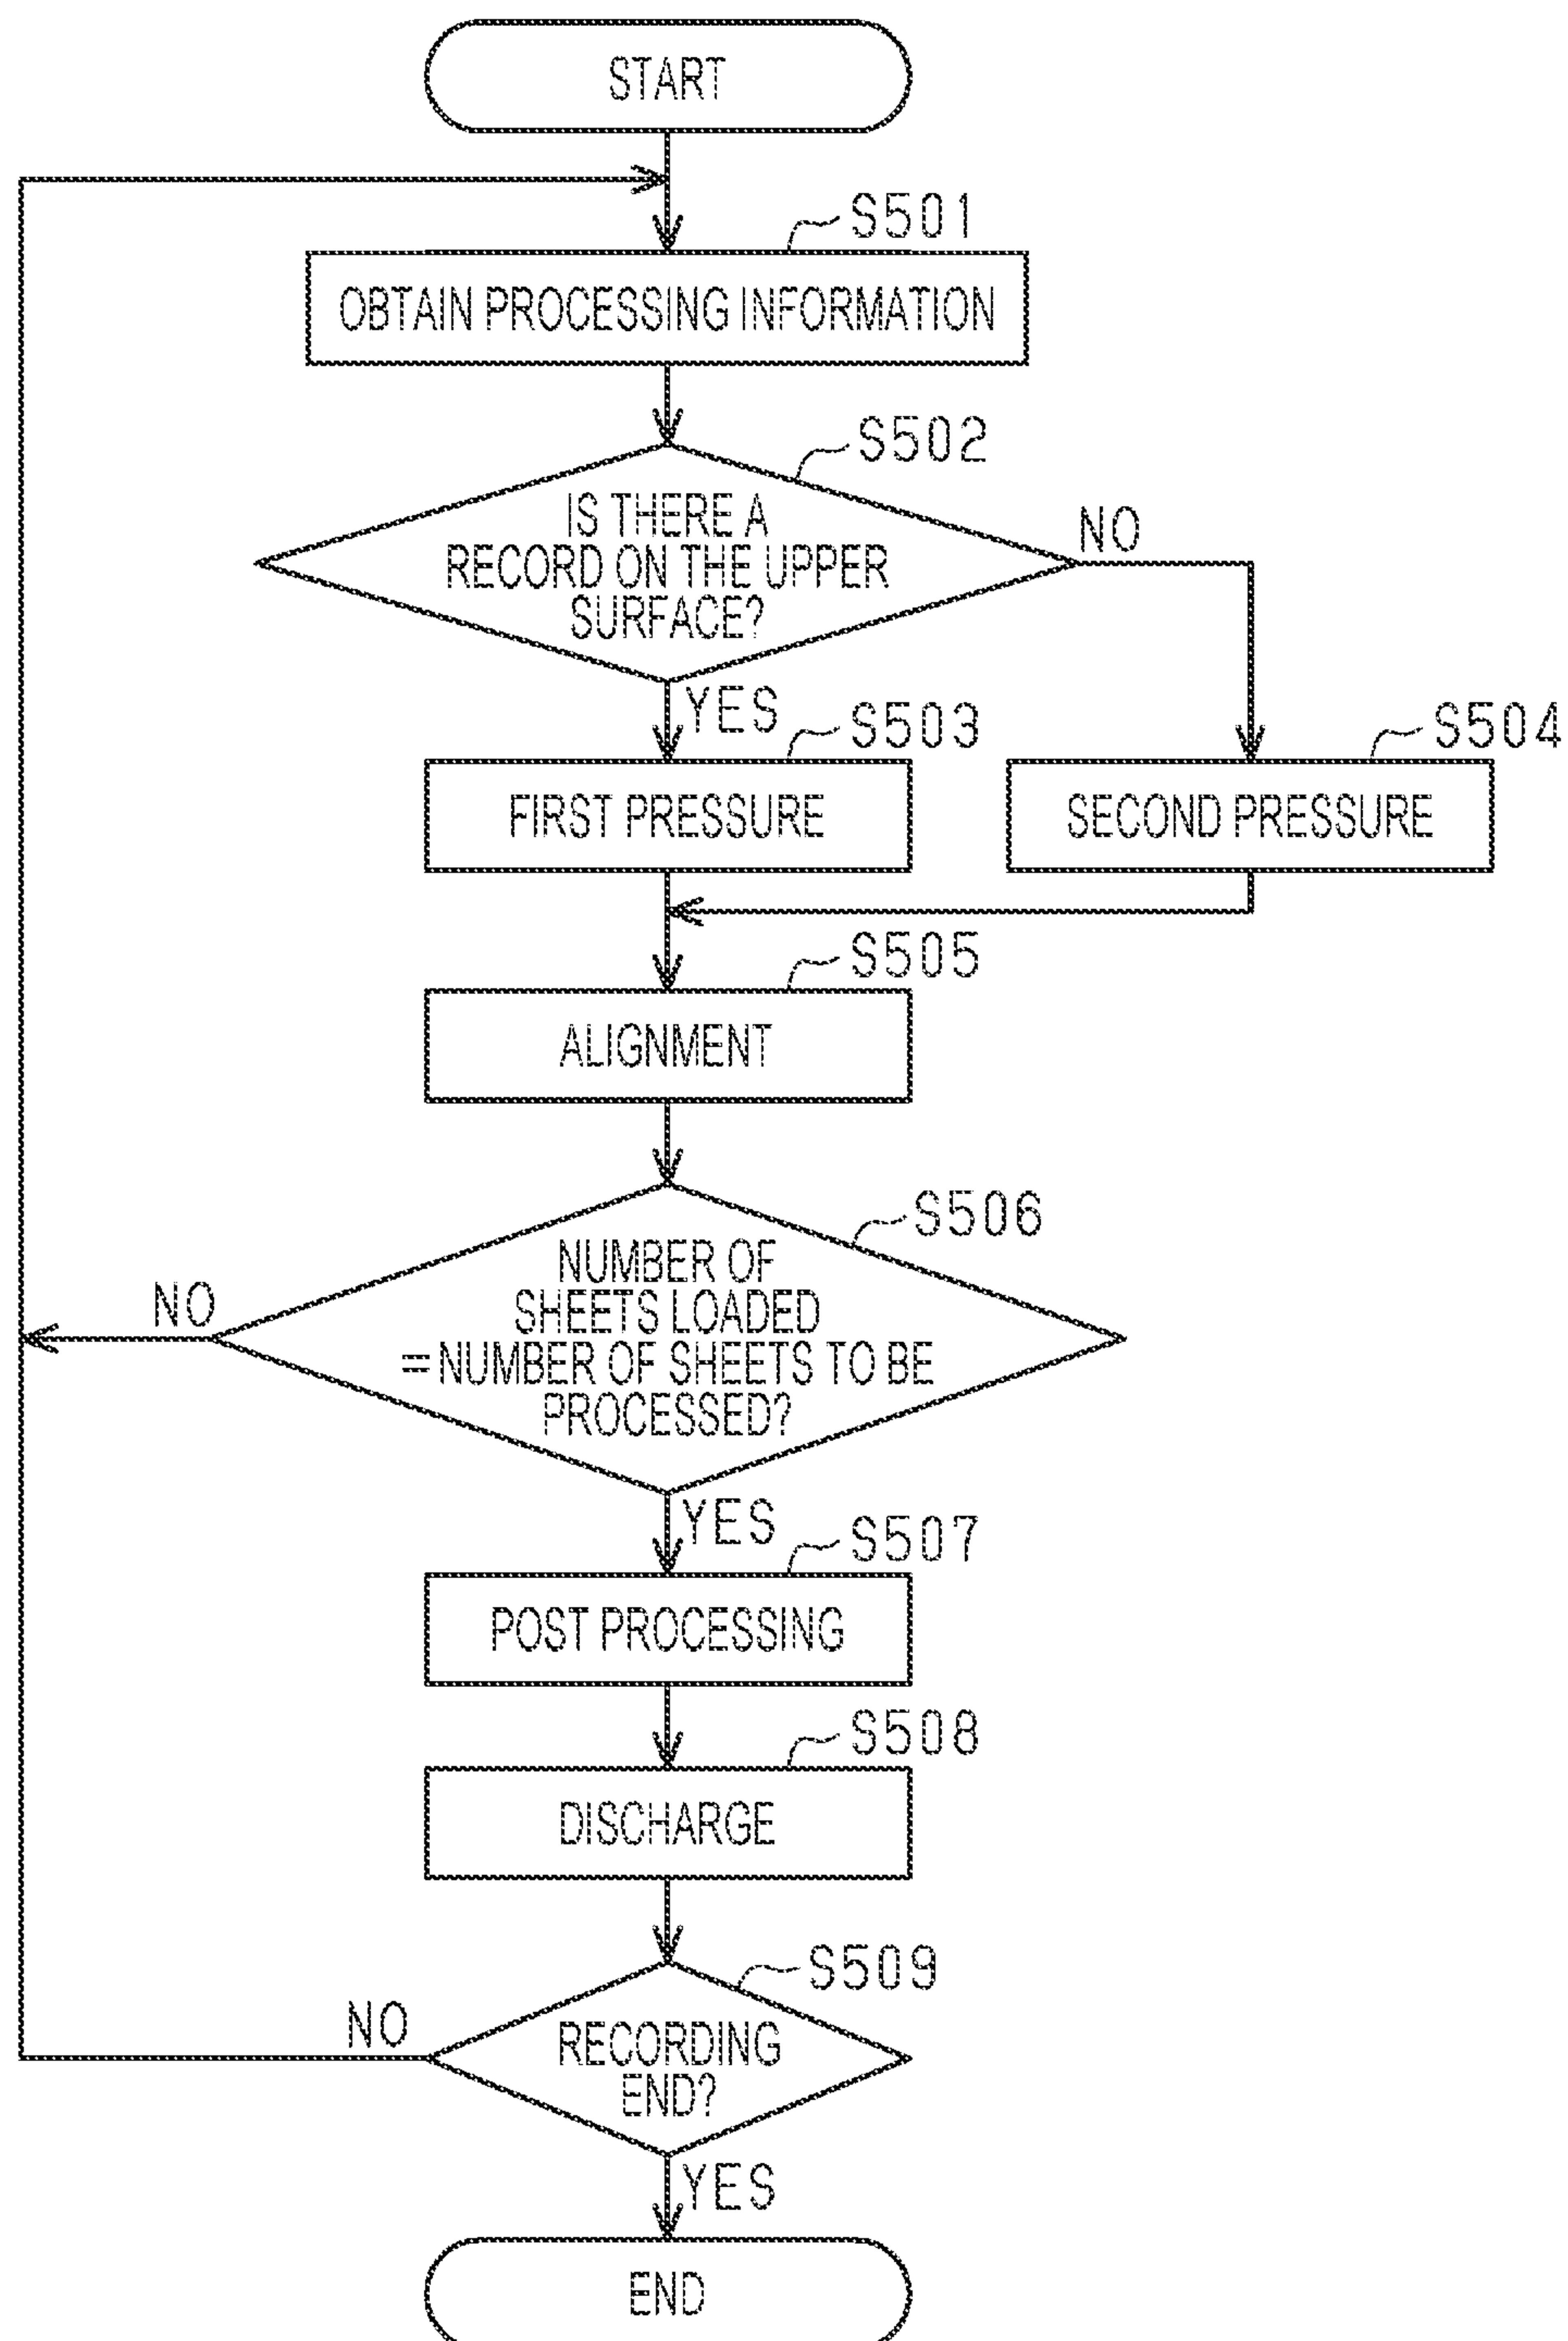 START
S501
OBTAIN PROCESSING INFORMATION
S502
IS THERE A
RECORD ON THE UPPER
SURFACE?
NO
YES
S503
FIRST PRESSURE
S504
SECOND PRESSURE
S505
ALIGNMENT
S506
NUMBER OF
SHEETS LOADED
=NUMBER OF SHEETS TO BE
PROCESSED?
NO
YES
S507
POST PROCESSING
S508
DISCHARGE
S509
RECORDING
END?
NO
YES
END